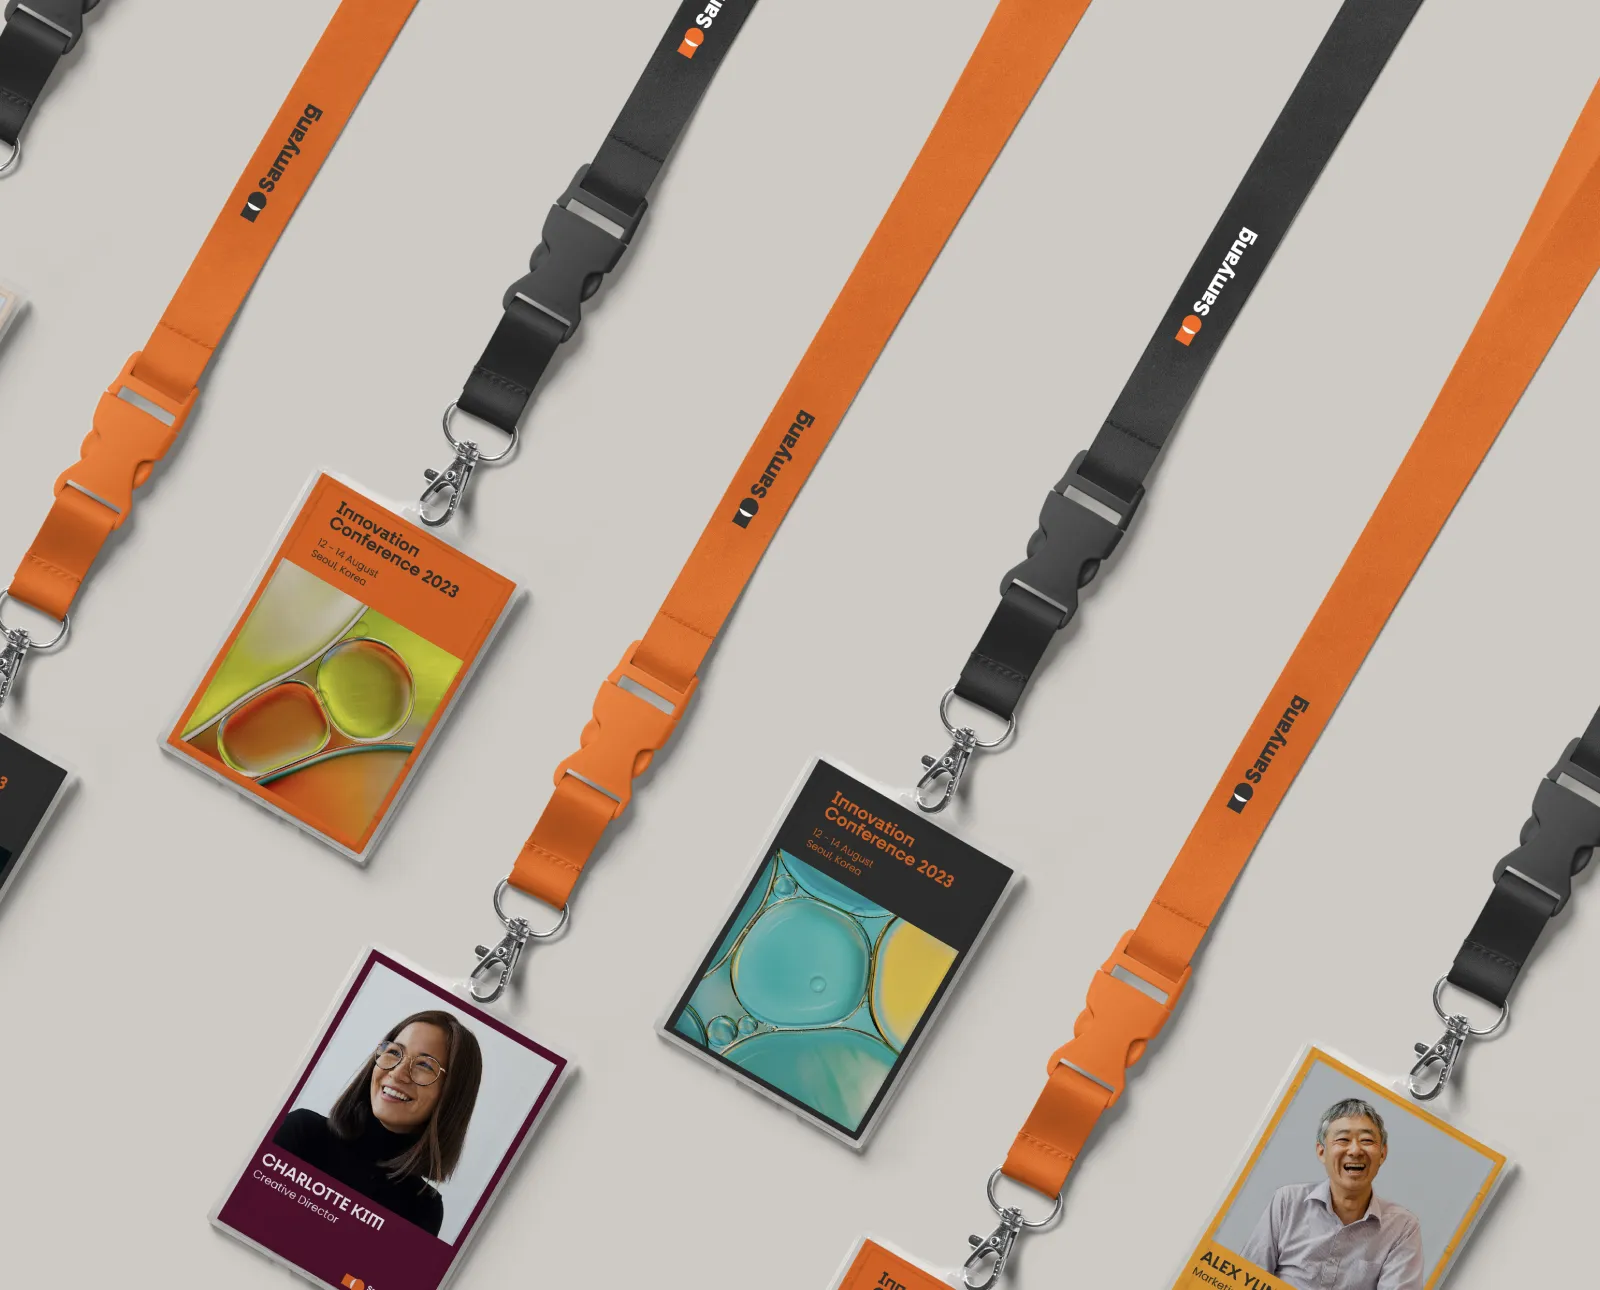 Samyang
Samyang
Samyang
Samyang
Innovation
Conference 2023
12 - 14 August
Seoul, Korea
Innovation
Conference 2023
12 - 14 August
Seoul, Korea
CHARLOTTE KIM
Creative Director
ALEX